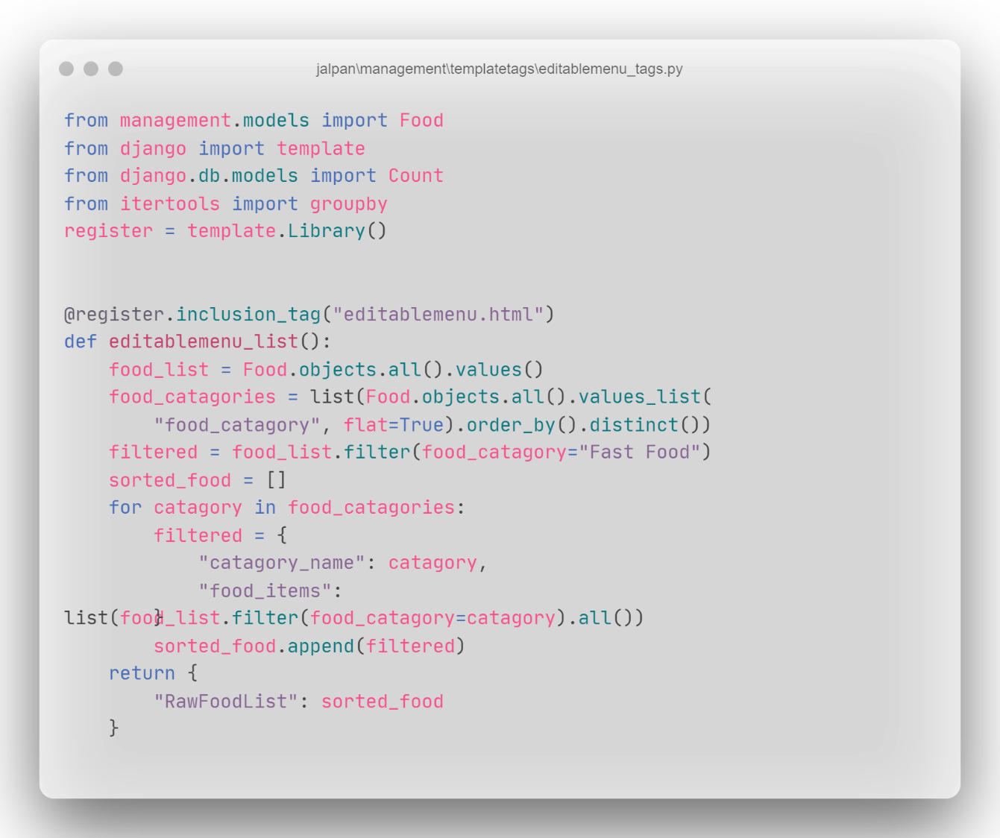 jalpan\management\templatetags\editablemenu_tags.py
from management.models import Food
from django import template
from django.db.models import Count
from itertools import groupby
register = template.Library()
@register.inclusion_tag("editablemenu.html")
def editablemenu_list():
    food_list = Food.objects.all().values()
    food_catagories = list(Food.objects.all().values_list(
        "food_catagory", flat=True).order_by().distinct())
    filtered = food_list.filter(food_catagory="Fast Food")
    sorted_food = []
    for catagory in food_catagories:
        filtered = {
            "catagory_name": catagory,
            "food_items":
list(food_list.filter(food_catagory=catagory).all())
        }
        sorted_food.append(filtered)
    return {
        "RawFoodList": sorted_food
    }